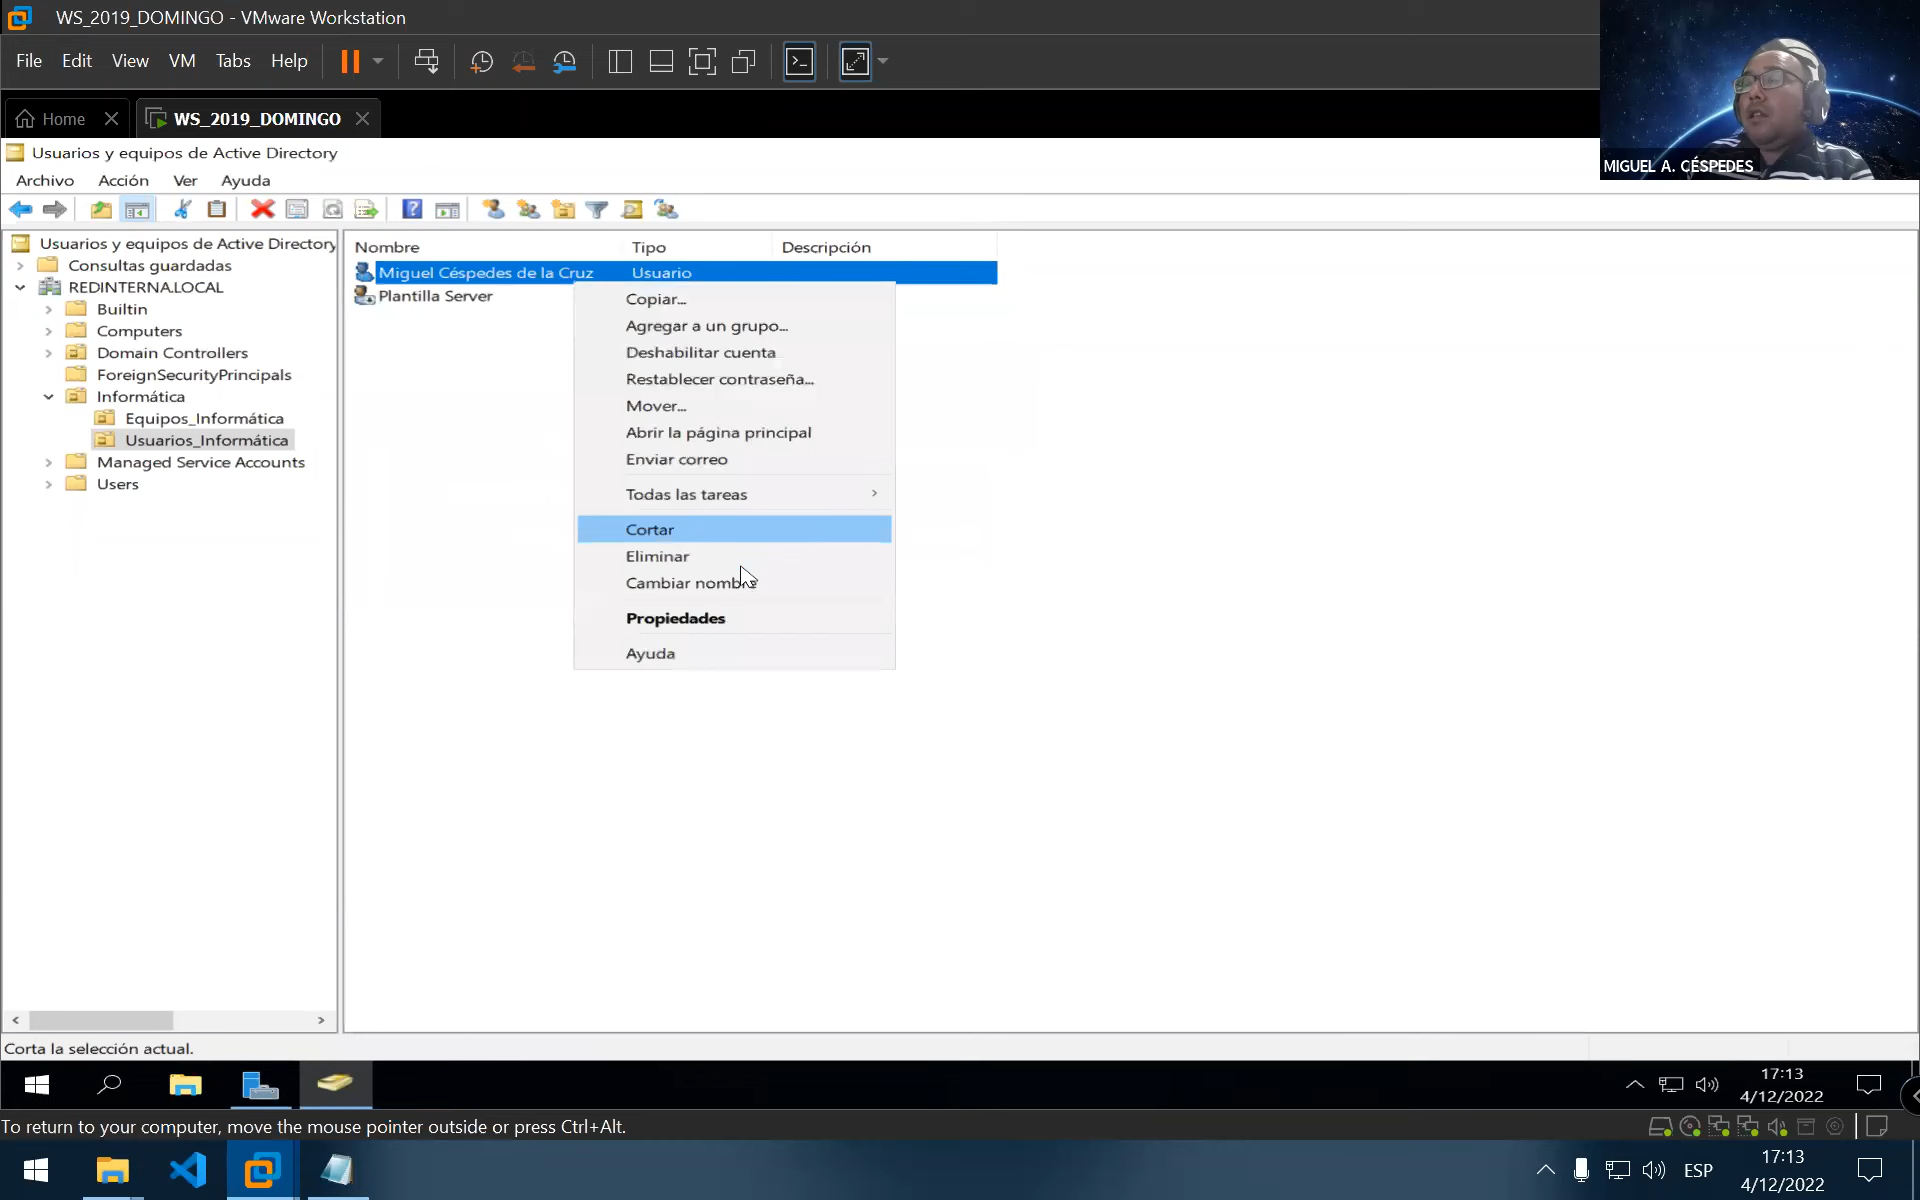 WS_2019_DOMINGO - VMware Workstation
File Edit View VM Tabs Help
Home
WS_2019_DOMINGO
MIGUEL A. CÉSPEDES
Usuarios y equipos de Active Directory
Archivo Acción Ver Ayuda
Usuarios y equipos de Active Directory
Consultas guardadas
REDINTERNA.LOCAL
Builtin
Computers
Domain Controllers
ForeignSecurityPrincipals
Informática
Equipos_Informática
Usuarios_Informática
Managed Service Accounts
Users
Nombre Tipo Descripción
Miguel Céspedes de la Cruz Usuario
Plantilla Server
Copiar...
Agregar a un grupo...
Deshabilitar cuenta
Restablecer contraseña...
Mover...
Abrir la página principal
Enviar correo
Todas las tareas
Cortar
Eliminar
Cambiar nombre
Propiedades
Ayuda
Corta la selección actual.
17:13
4/12/2022
To return to your computer, move the mouse pointer outside or press Ctrl+Alt.
ESP
17:13
4/12/2022